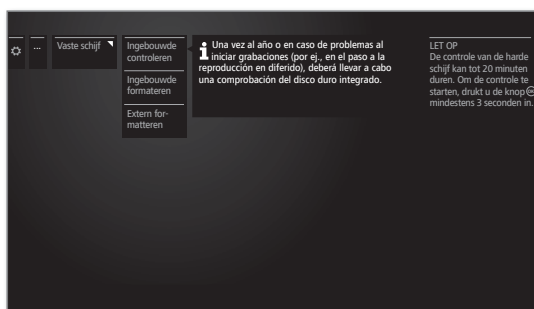 ...
Vaste schijf
Ingebouwde
controleren
Ingebouwde
formateren
Extern for-
matteren
Una vez al año o en caso de problemas al
iniciar grabaciones (por ej., en el paso a la
reproducción en diferido), deberá llevar a cabo
una comprobación del disco duro integrado.
LET OP
De controle van de harde
schijf kan tot 20 minuten
duren. Om de controle te
starten, drukt u de knop OK
mindestens 3 seconden in.